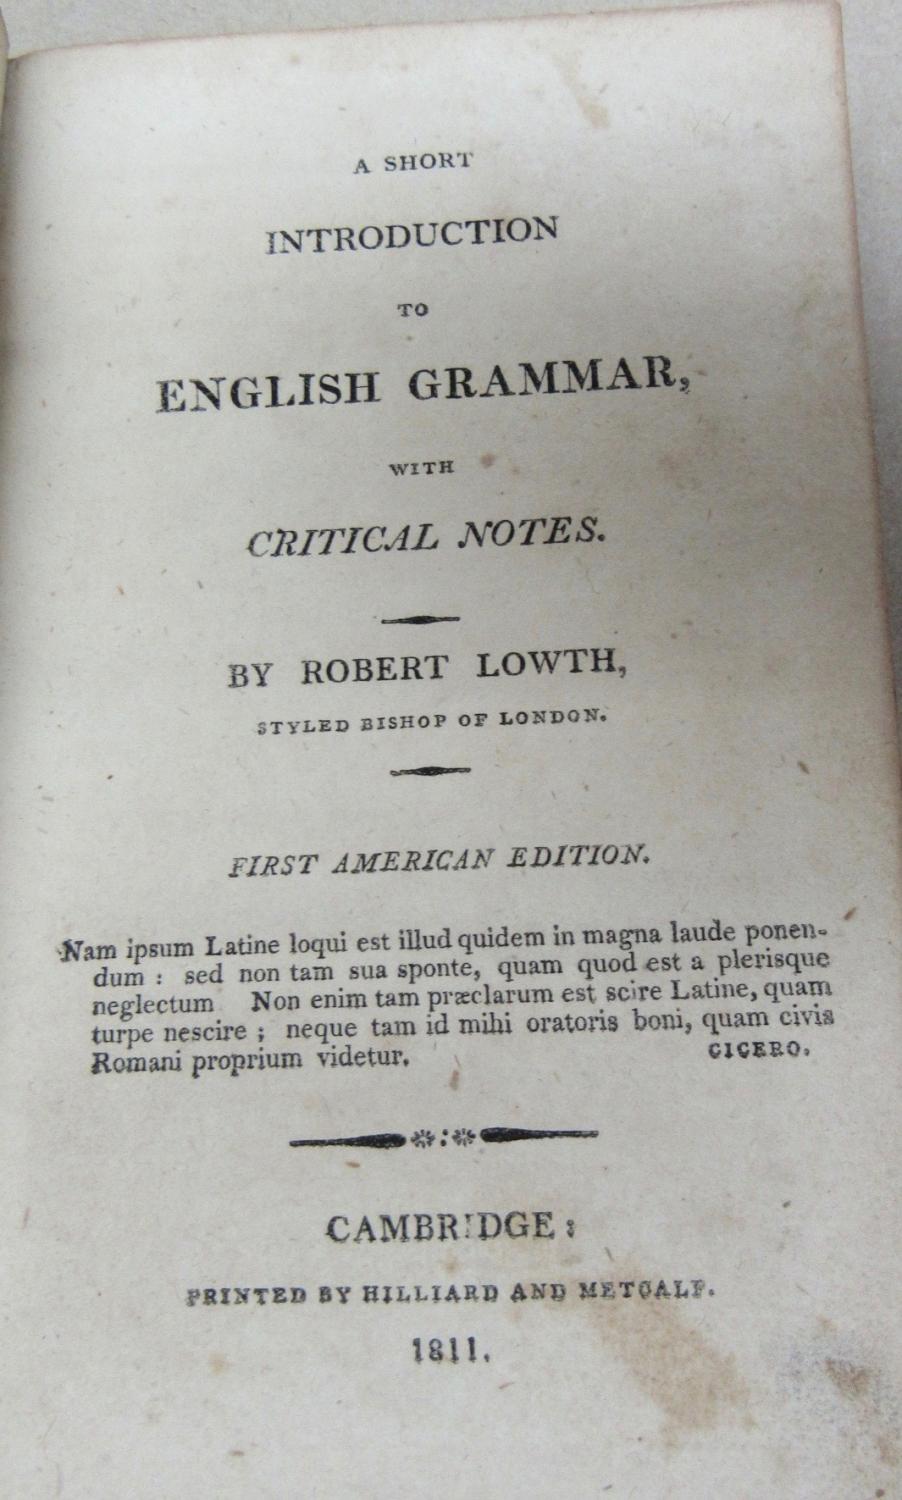 A SHORT
INTRODUCTION
TO
ENGLISH GRAMMAR,
WITH
CRITICAL NOTES.
BY ROBERT LOWTH,
STYLED BISHOP OF LONDON.
FIRST AMERICAN EDITION.
Nam ipsum Latine loqui est illud quidem in magna laude ponen-
dum : sed non tam sua sponte, quam quod est a plerisque
neglectum Non enim tam præclarum est scire Latine, quam
turpe nescire ; neque tam id mihi oratoris boni, quam civis
Romani proprium videtur. CICERO.
CAMBRIDGE:
PRINTED BY HILLIARD AND METCALF.
1811.